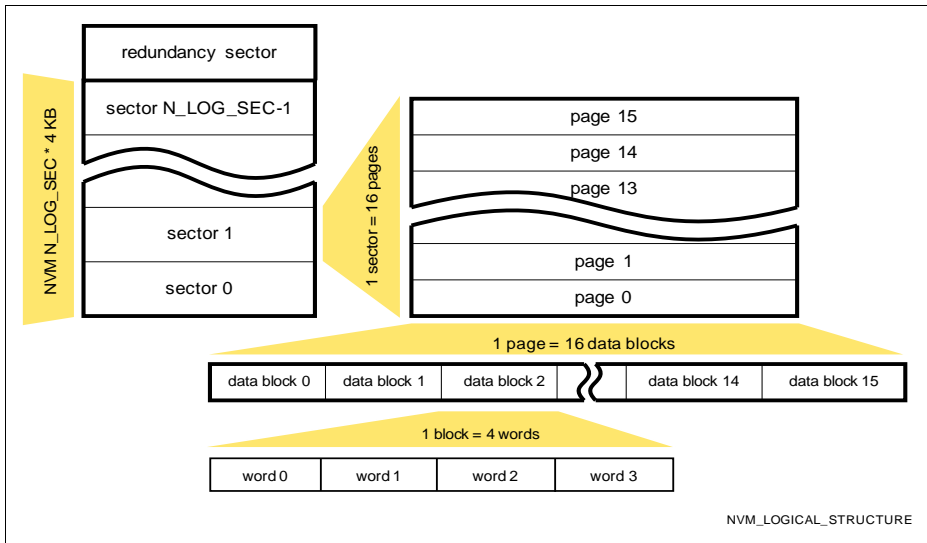 redundancy sector
sector N_LOG_SEC-1
sector 1
sector 0
NVM N_LOG_SEC * 4 KB
1 sector = 16 pages
page 15
page 14
page 13
page 1
page 0
1 page = 16 data blocks
data block 0 data block 1 data block 2 data block 14 data block 15
1 block = 4 words
word 0 word 1 word 2 word 3
NVM_LOGICAL_STRUCTURE